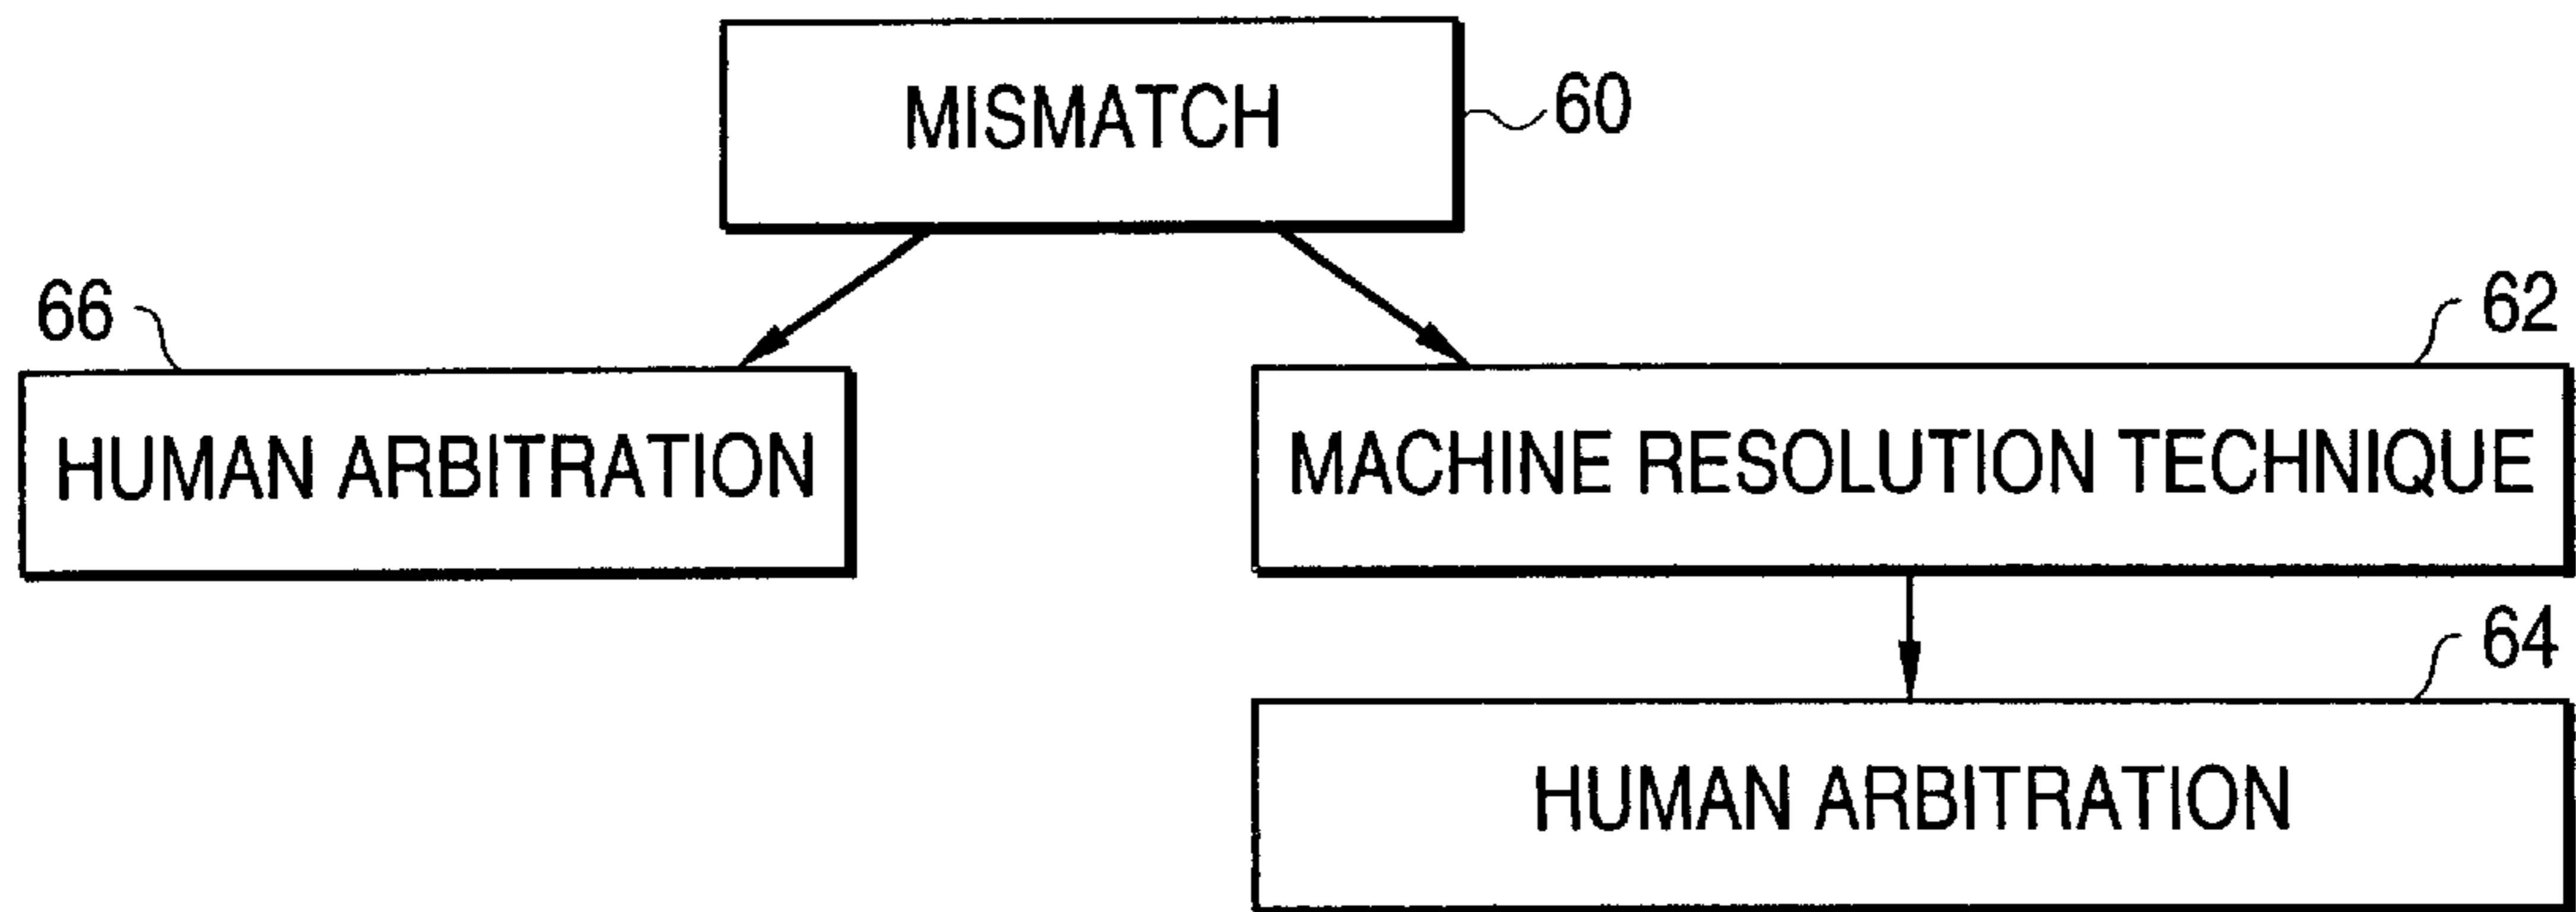 MISMATCH 60
66
62
HUMAN ARBITRATION
MACHINE RESOLUTION TECHNIQUE
64
HUMAN ARBITRATION